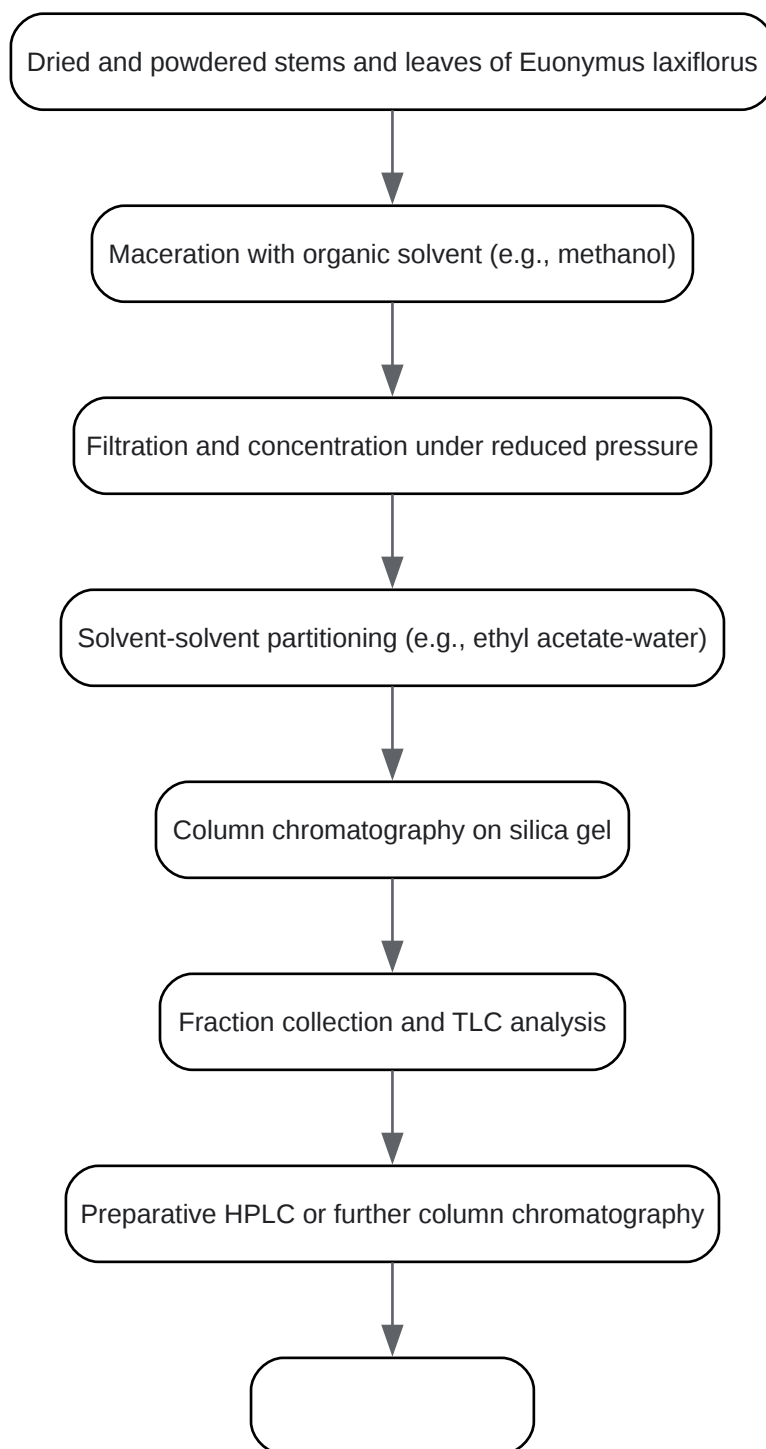 Dried and powdered stems and leaves of Euonymus laxiflorus
Maceration with organic solvent (e.g., methanol)
Filtration and concentration under reduced pressure
Solvent-solvent partitioning (e.g., ethyl acetate-water)
Column chromatography on silica gel
Fraction collection and TLC analysis
Preparative HPLC or further column chromatography